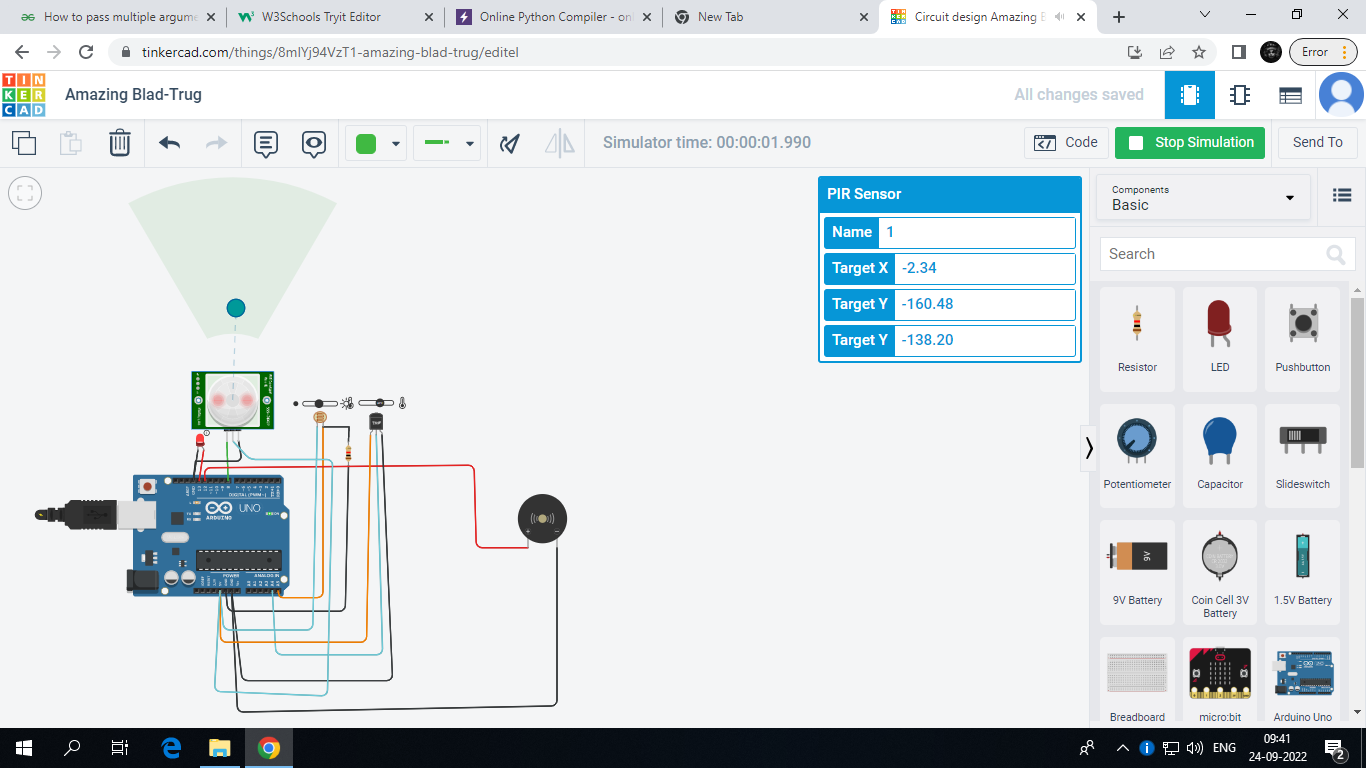 How to pass multiple argume
W3Schools Tryit Editor
Online Python Compiler - on
New Tab
Circuit design Amazing B
tinkercad.com/things/8mlYj94VzT1-amazing-blad-trug/editel
Error
TIN
KER
CAD
Amazing Blad-Trug
All changes saved
Simulator time: 00:00:01.990
Code
Stop Simulation
Send To
PIR Sensor
Name 1
Target X -2.34
Target Y -160.48
Target Y -138.20
Components
Basic
Search
Resistor
LED
Pushbutton
Potentiometer
Capacitor
Slideswitch
9V
9V Battery
Coin Cell 3V
Battery
1.5V Battery
Breadboard
micro:bit
Arduino Uno
TMP
DIGITAL (PWM~)
UNO
ARDUINO
POWER
ANALOG IN
ENG
09:41
24-09-2022
2